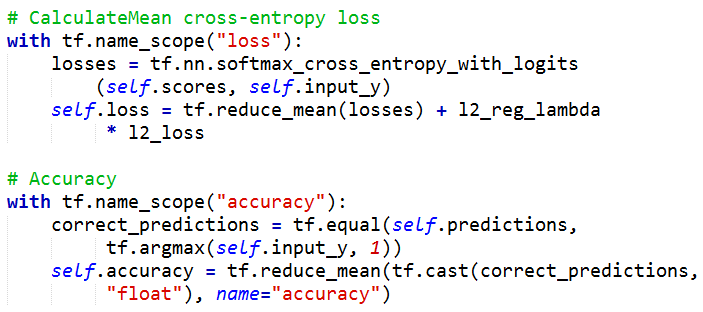 # CalculateMean cross-entropy loss
with tf.name_scope("loss"):
losses = tf.nn.softmax_cross_entropy_with_logits
(self.scores, self.input_y)
self.loss = tf.reduce_mean(losses) + l2_reg_lambda
* l2_loss
# Accuracy
with tf.name_scope("accuracy"):
correct_predictions = tf.equal(self.predictions,
tf.argmax(self.input_y, 1))
self.accuracy = tf.reduce_mean(tf.cast(correct_predictions,
"float"), name="accuracy")